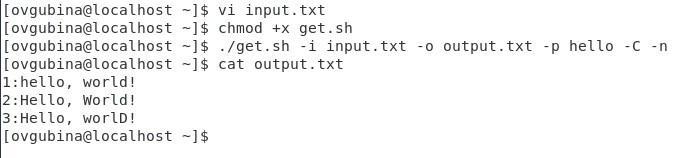 [ovgubina@localhost ~]$ vi input.txt
[ovgubina@localhost ~]$ chmod +x get.sh
[ovgubina@localhost ~]$ ./get.sh -i input.txt -o output.txt -p hello -C -n
[ovgubina@localhost ~]$ cat output.txt
1:hello, world!
2:Hello, World!
3:Hello, worlD!
[ovgubina@localhost ~]$